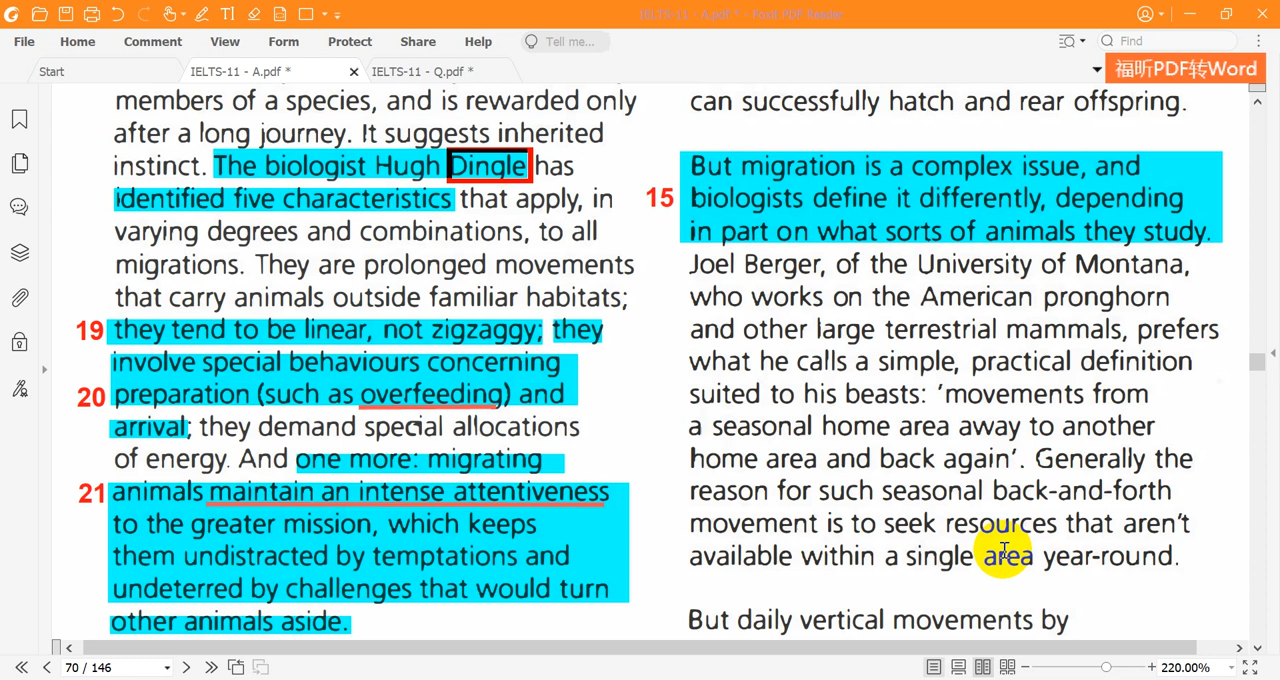 IELTS-11 - A.pdf * - Foxit PDF Reader
File Home Comment View Form Protect Share Help Tell me... Find
Start IELTS-11 - A.pdf * IELTS-11 - Q.pdf * 福昕PDF转Word
members of a species, and is rewarded only
after a long journey. It suggests inherited
instinct. The biologist Hugh Dingle has
identified five characteristics that apply, in
varying degrees and combinations, to all
migrations. They are prolonged movements
that carry animals outside familiar habitats;
19 they tend to be linear, not zigzaggy; they
involve special behaviours concerning
20 preparation (such as overfeeding) and
arrival; they demand special allocations
of energy. And one more: migrating
21 animals maintain an intense attentiveness
to the greater mission, which keeps
them undistracted by temptations and
undeterred by challenges that would turn
other animals aside.
can successfully hatch and rear offspring.
But migration is a complex issue, and
15 biologists define it differently, depending
in part on what sorts of animals they study.
Joel Berger, of the University of Montana,
who works on the American pronghorn
and other large terrestrial mammals, prefers
what he calls a simple, practical definition
suited to his beasts: 'movements from
a seasonal home area away to another
home area and back again'. Generally the
reason for such seasonal back-and-forth
movement is to seek resources that aren't
available within a single area year-round.
But daily vertical movements by
70 / 146 220.00%